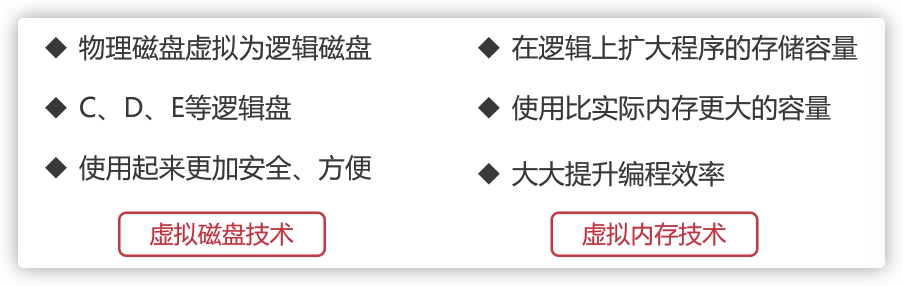 ◆ 物理磁盘虚拟为逻辑磁盘
◆ C、D、E等逻辑盘
◆ 使用起来更加安全、方便
虚拟磁盘技术
◆ 在逻辑上扩大程序的存储容量
◆ 使用比实际内存更大的容量
◆ 大大提升编程效率
虚拟内存技术